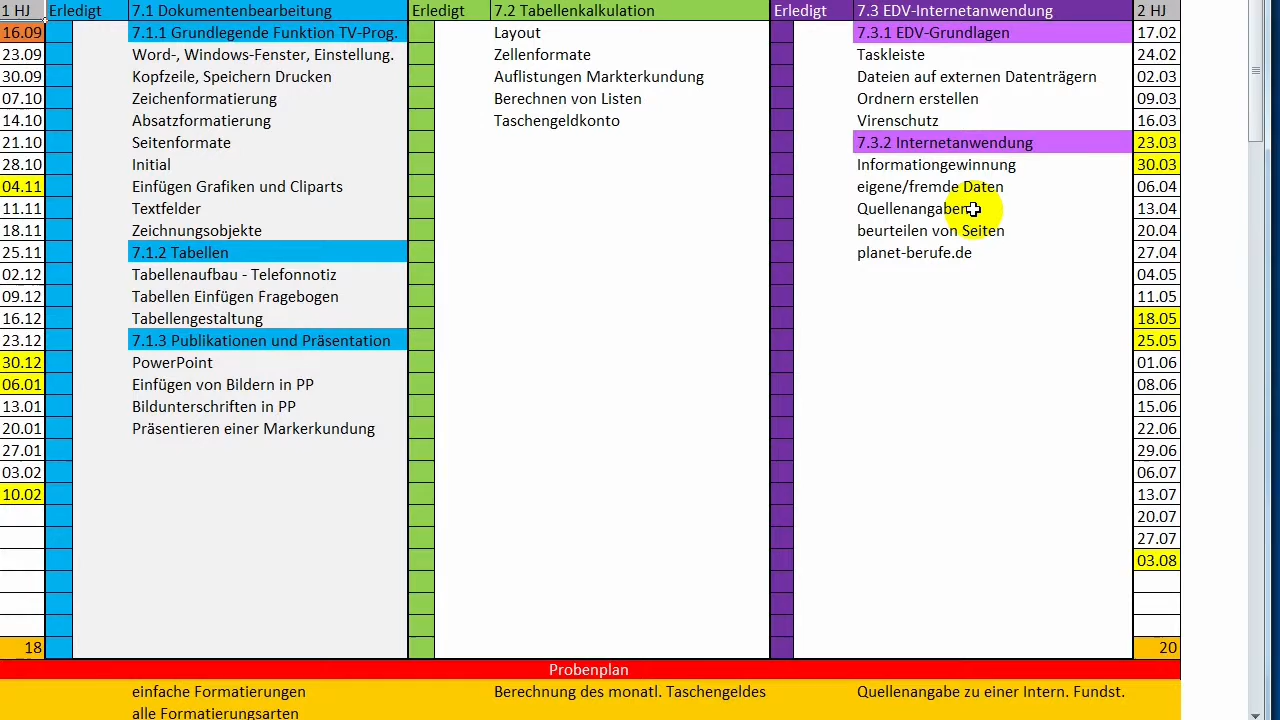 1 HJ Erledigt 7.1 Dokumentenbearbeitung Erledigt 7.2 Tabellenkalkulation Erledigt 7.3 EDV-Internetanwendung 2 HJ
16.09 7.1.1 Grundlegende Funktion TV-Prog. Layout 7.3.1 EDV-Grundlagen 17.02
23.09 Word-, Windows-Fenster, Einstellung. Zellenformate Taskleiste 24.02
30.09 Kopfzeile, Speichern Drucken Auflistungen Markterkundung Dateien auf externen Datenträgern 02.03
07.10 Zeichenformatierung Berechnen von Listen Ordnern erstellen 09.03
14.10 Absatzformatierung Taschengeldkonto Virenschutz 16.03
21.10 Seitenformate 7.3.2 Internetanwendung 23.03
28.10 Initial Informationgewinnung 30.03
04.11 Einfügen Grafiken und Cliparts eigene/fremde Daten 06.04
11.11 Textfelder Quellenangaben 13.04
18.11 Zeichnungsobjekte beurteilen von Seiten 20.04
25.11 7.1.2 Tabellen planet-berufe.de 27.04
02.12 Tabellenaufbau - Telefonnotiz 04.05
09.12 Tabellen Einfügen Fragebogen 11.05
16.12 Tabellengestaltung 18.05
23.12 7.1.3 Publikationen und Präsentation 25.05
30.12 PowerPoint 01.06
06.01 Einfügen von Bildern in PP 08.06
13.01 Bildunterschriften in PP 15.06
20.01 Präsentieren einer Markerkundung 22.06
27.01 29.06
03.02 06.07
10.02 13.07
20.07
27.07
03.08
18 20
Probenplan
einfache Formatierungen Berechnung des monatl. Taschengeldes Quellenangabe zu einer Intern. Fundst.
alle Formatierungsarten